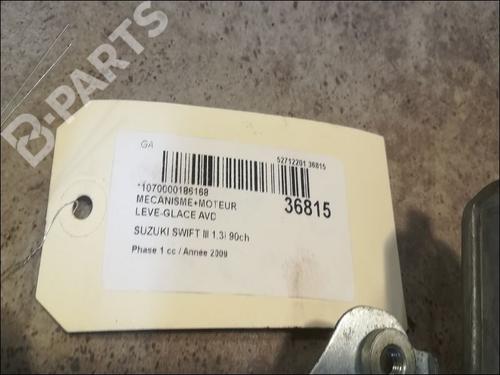 B-PARTS
GA
52712201 36815
*1070000186168
MECANISME+MOTEUR
LEVE-GLACE AVD
36815
SUZUKI SWIFT III 1.3i 90ch
Phase 1 cc / Année 2009